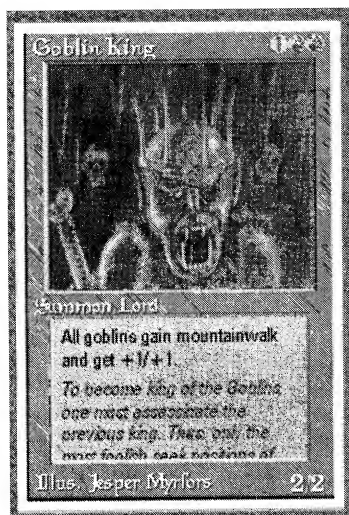 Goblin King 1
Summon Lord
All goblins gain mountainwalk
and get +1/+1.
To become king of the Goblins,
one must assassinate the
previous king. Thus, only the
most foolish seek positions of
Illus. Jesper Myrfors 2/2